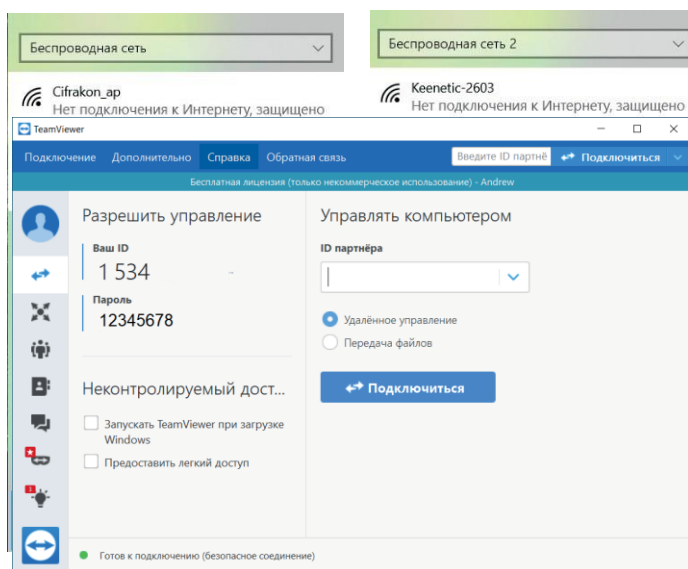 Беспроводная сеть
Cifrakon_ap
Нет подключения к Интернету, защищено
Беспроводная сеть 2
Keenetic-2603
Нет подключения к Интернету, защищено
TeamViewer
Подключение Дополнительно Справка Обратная связь
Введите ID партнё Подключиться
Бесплатная лицензия (только некоммерческое использование) - Andrew
Разрешить управление
Ваш ID
1 534 -
Пароль
12345678
Неконтролируемый дост...
Запускать TeamViewer при загрузке
Windows
Предоставить легкий доступ
Управлять компьютером
ID партнёра
Удалённое управление
Передача файлов
Подключиться
Готов к подключению (безопасное соединение)